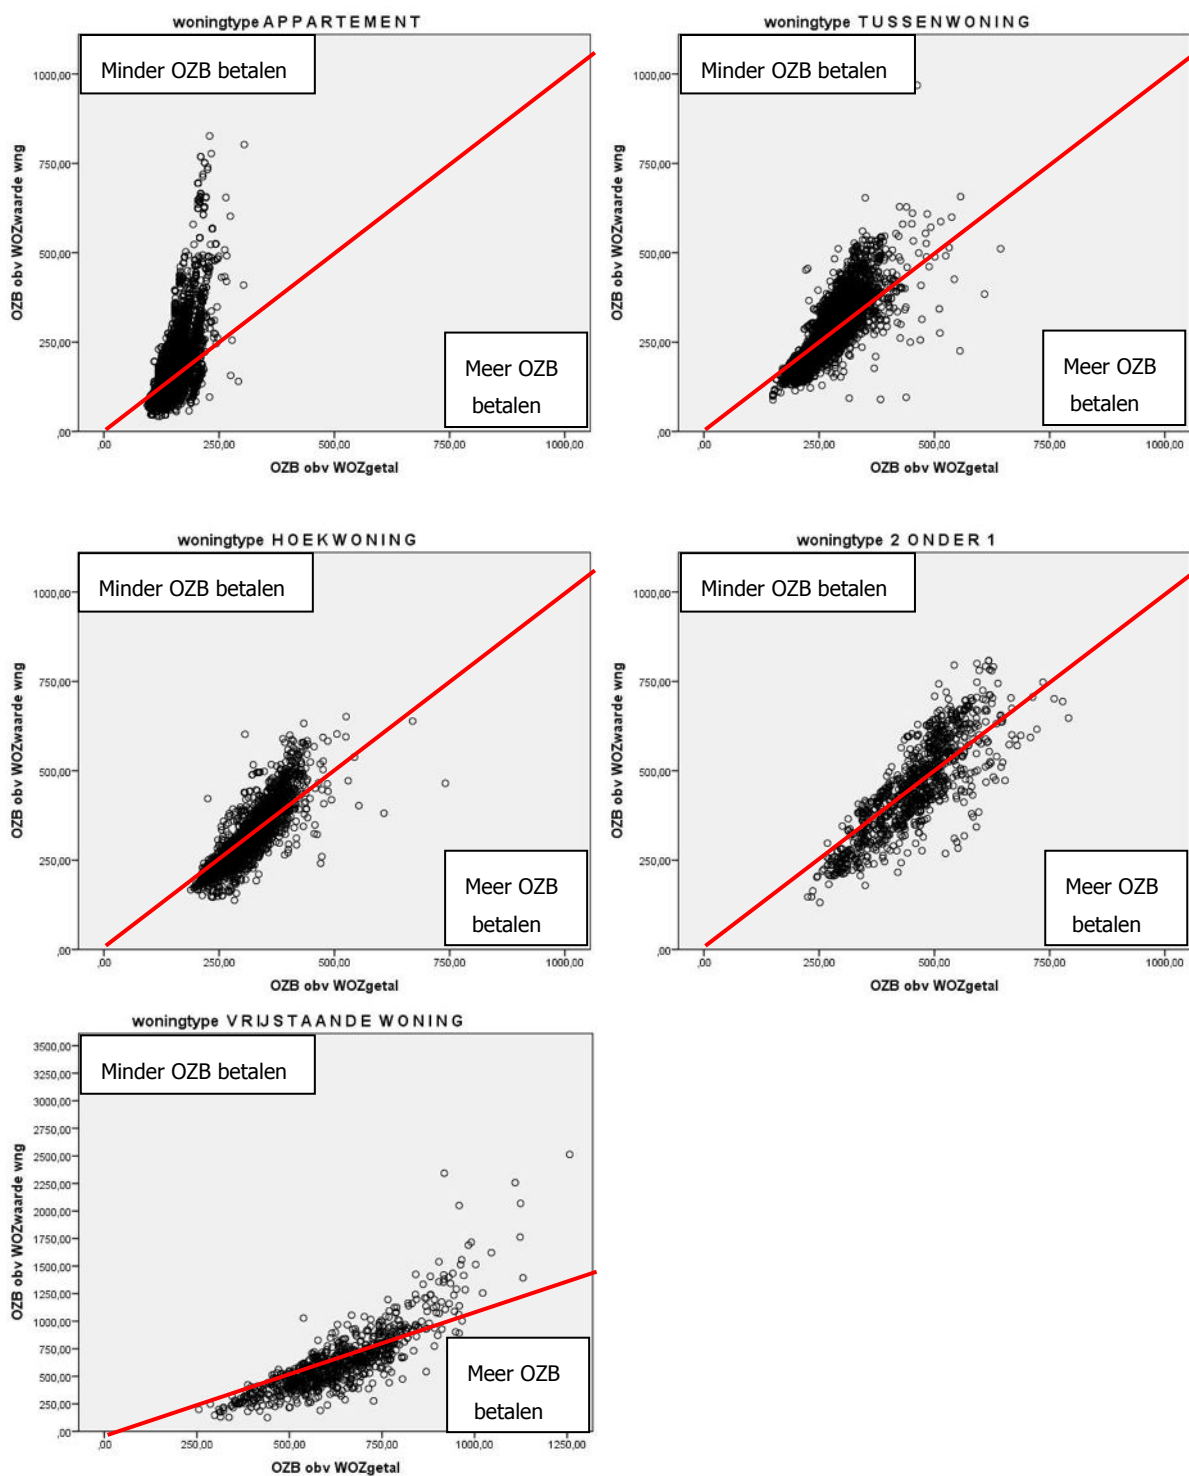 woningtype A P P A R T E M E N T
Minder OZB betalen
1000,00
750,00
500,00
250,00
,00
OZB obv WOZwaarde wng
Meer OZB
betalen
,00 250,00 500,00 750,00 1000,00
OZB obv WOZgetal
woningtype T U S S E N W O N I N G
Minder OZB betalen
1000,00
750,00
500,00
250,00
,00
OZB obv WOZwaarde wng
Meer OZB
betalen
,00 250,00 500,00 750,00 1000,00
OZB obv WOZgetal
woningtype H O E K W O N I N G
Minder OZB betalen
1000,00
750,00
500,00
250,00
,00
OZB obv WOZwaarde wng
Meer OZB
betalen
,00 250,00 500,00 750,00 1000,00
OZB obv WOZgetal
woningtype 2 O N D E R 1
Minder OZB betalen
1000,00
750,00
500,00
250,00
,00
OZB obv WOZwaarde wng
Meer OZB
betalen
,00 250,00 500,00 750,00 1000,00
OZB obv WOZgetal
woningtype V R IJ S T A A N D E W O N I N G
Minder OZB betalen
3500,00
3250,00
3000,00
2750,00
2500,00
2250,00
2000,00
1750,00
1500,00
1250,00
1000,00
750,00
500,00
250,00
,00
OZB obv WOZwaarde wng
Meer OZB
betalen
,00 250,00 500,00 750,00 1000,00 1250,00
OZB obv WOZgetal